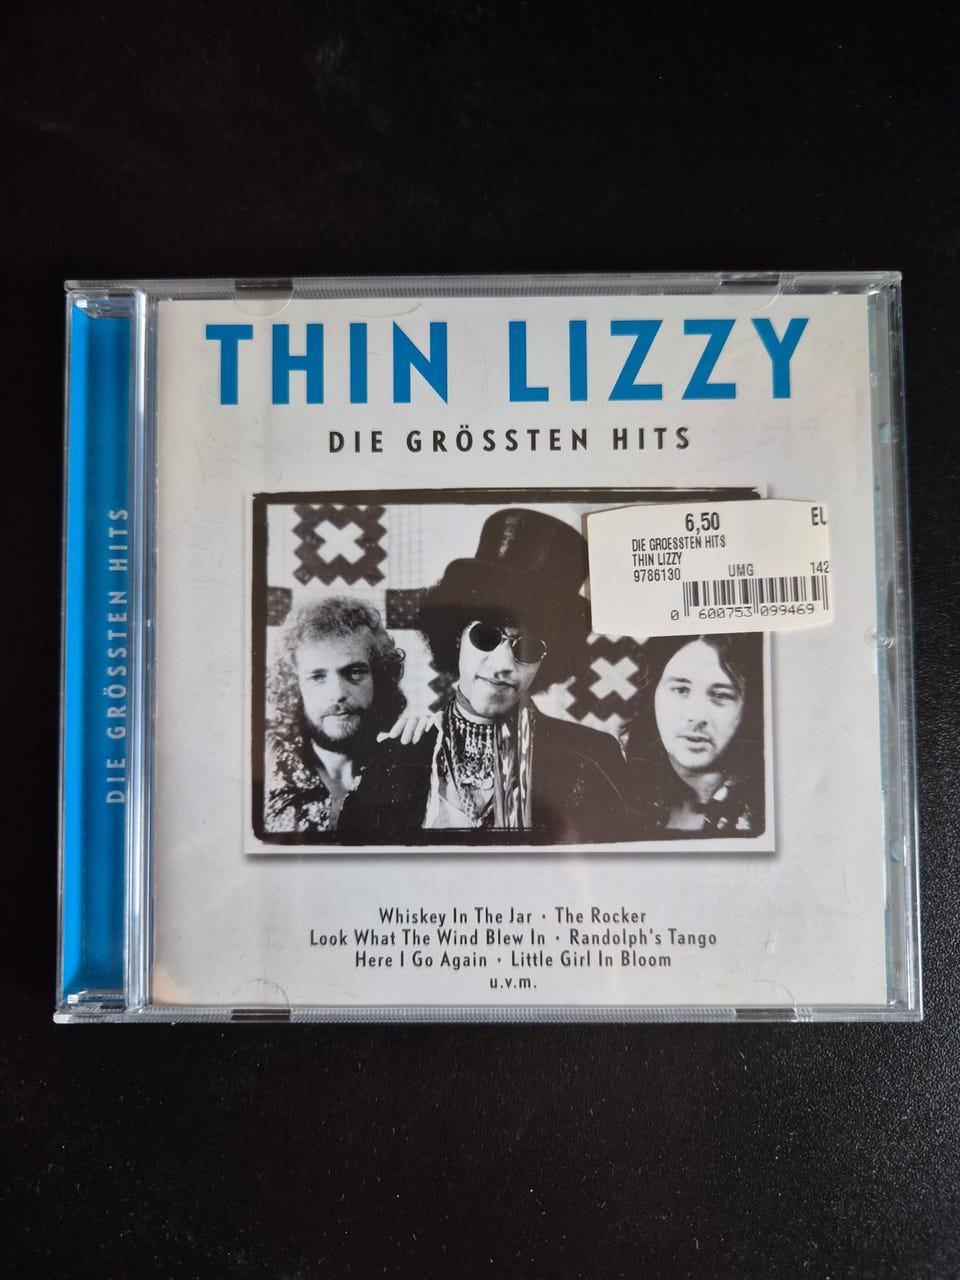 THIN LIZZY
DIE GRÖSSTEN HITS
DIE GRÖSSTEN HITS
6,50 EU
DIE GROESSTEN HITS
THIN LIZZY
9786130 UMG 142
0 600753 099469
Whiskey In The Jar • The Rocker
Look What The Wind Blew In • Randolph's Tango
Here I Go Again • Little Girl In Bloom
u.v.m.